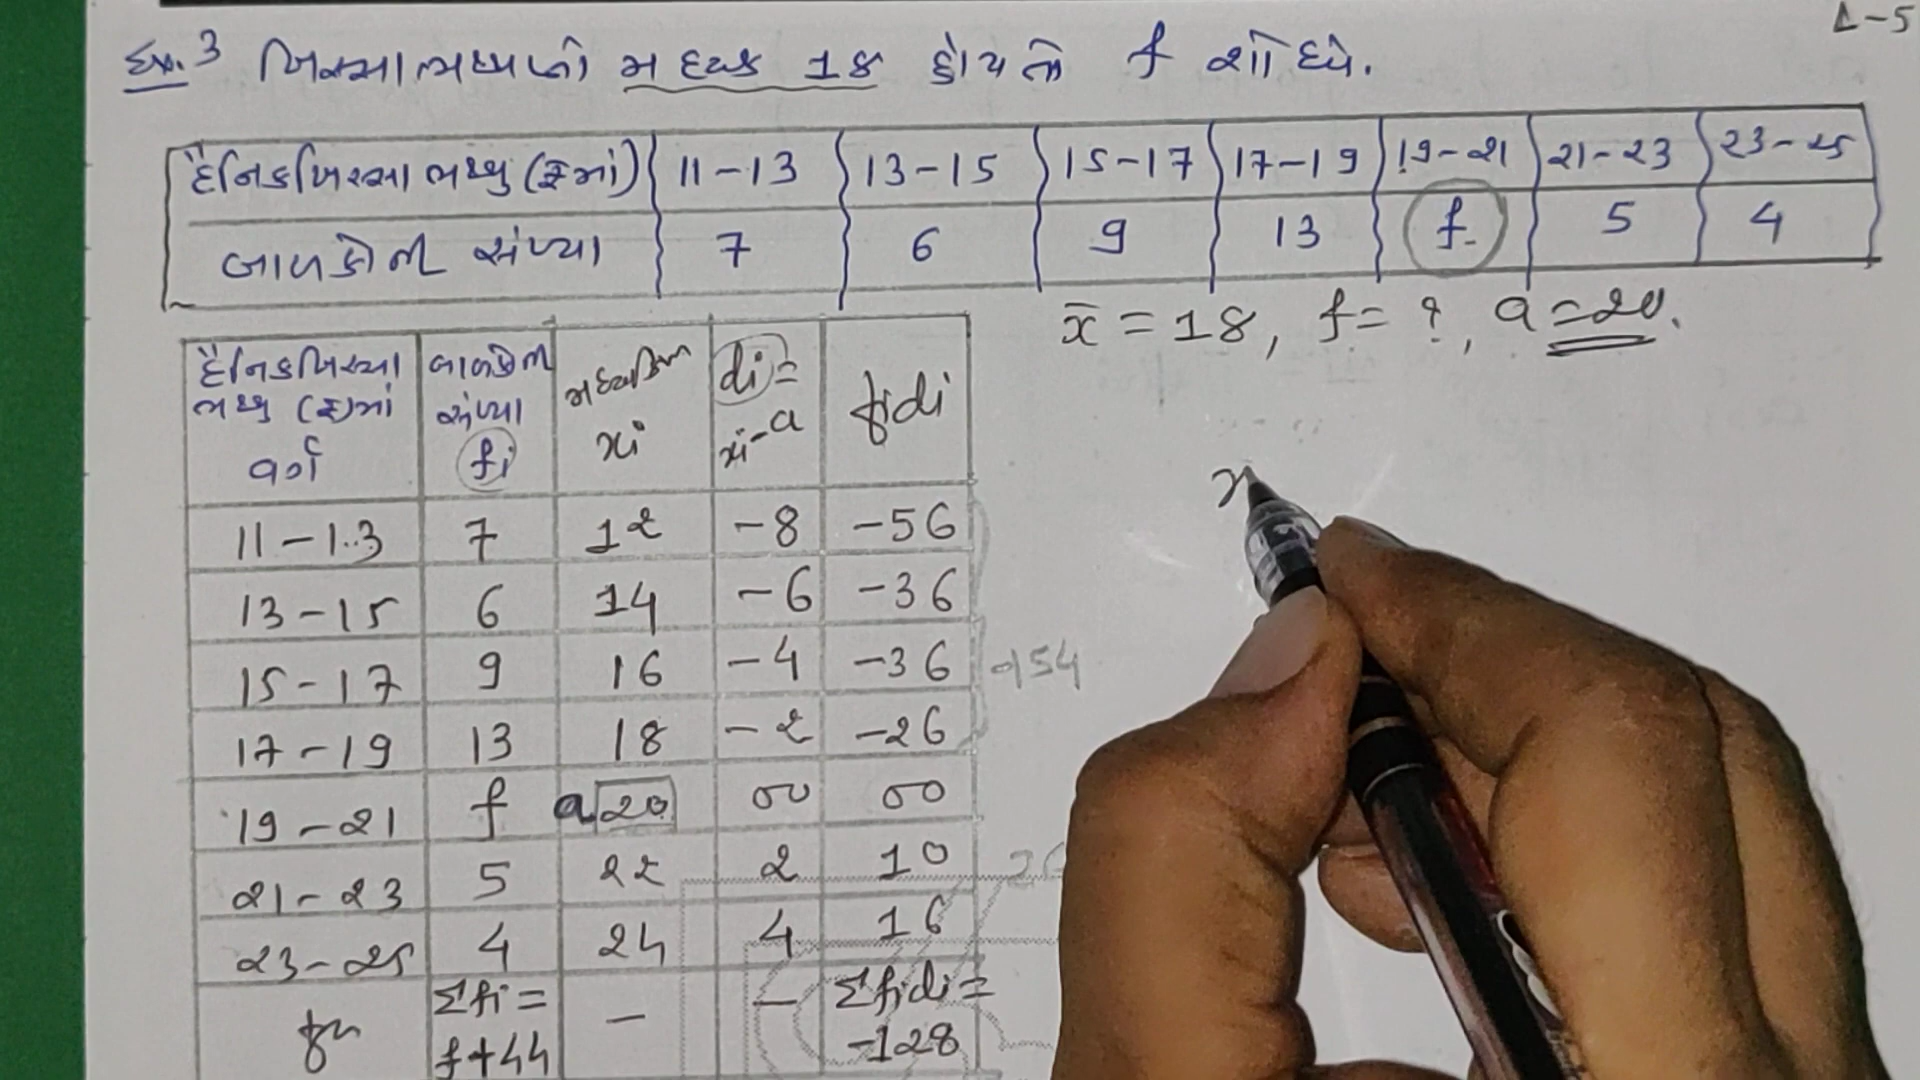 1-5
ઉદા.3 ખિસ્સાભથ્થાનો મધ્યક 18 હોય તો f શોધો.
દૈનિક ખિસ્સા ભથ્થુ (₹માં) 11-13 13-15 15-17 17-19 19-21 21-23 23-25
બાળકોની સંખ્યા 7 6 9 13 f 5 4
x̄ = 18, f = ?, a = 20.
દૈનિક ખિસ્સા ભથ્થુ (₹)માં વર્ગ બાળકોની સંખ્યા fi મધ્યકિંમત xi di = xi-a fidi
x
11-13 7 12 -8 -56
13-15 6 14 -6 -36
15-17 9 16 -4 -36 -154
17-19 13 18 -2 -26
19-21 f a 20 00 00
21-23 5 22 2 10
23-25 4 24 4 16
કુલ Σfi = f+44 — — Σfidi = -128